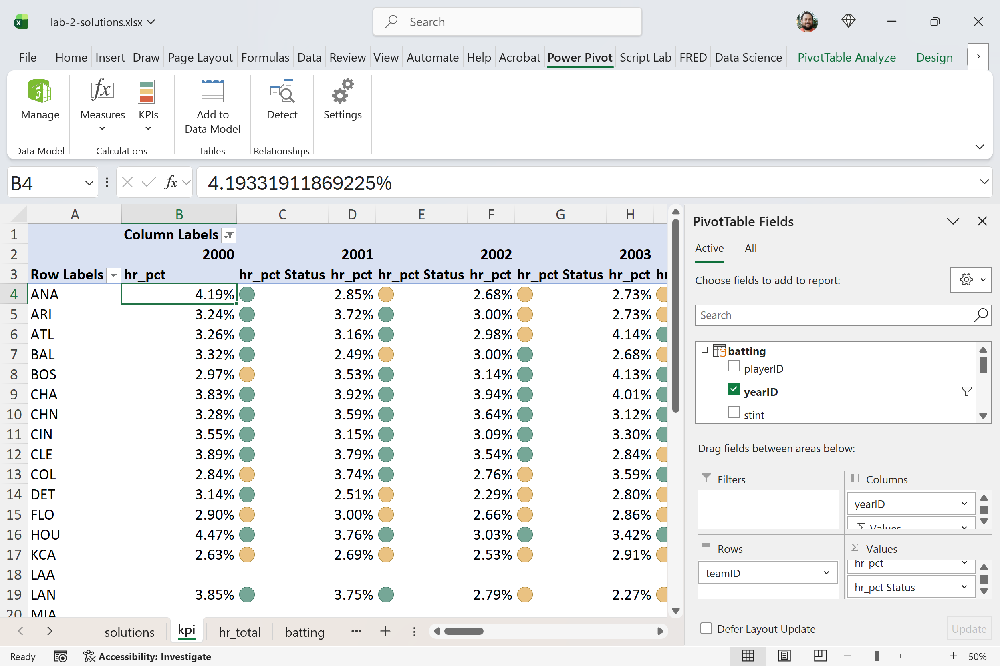 lab-2-solutions.xlsx
Search
File Home Insert Draw Page Layout Formulas Data Review View Automate Help Acrobat Power Pivot Script Lab FRED Data Science PivotTable Analyze Design
Manage
Measures
KPIs
Add to
Data Model
Detect
Settings
Data Model
Calculations
Tables
Relationships
B4
fx
4.19331911869225%
A B C D E F G H
1 Column Labels
2 2000 2001 2002 2003
3 Row Labels hr_pct hr_pct Status hr_pct hr_pct Status hr_pct hr_pct Status hr_pct
4 ANA 4.19% 2.85% 2.68% 2.73%
5 ARI 3.24% 3.72% 3.00% 2.73%
6 ATL 3.26% 3.16% 2.98% 4.14%
7 BAL 3.32% 2.49% 3.00% 2.68%
8 BOS 2.97% 3.53% 3.14% 4.13%
9 CHA 3.83% 3.92% 3.94% 4.01%
10 CHN 3.28% 3.59% 3.64% 3.12%
11 CIN 3.55% 3.15% 3.09% 3.30%
12 CLE 3.89% 3.79% 3.54% 2.84%
13 COL 2.84% 3.74% 2.76% 3.59%
14 DET 3.14% 2.51% 2.29% 2.80%
15 FLO 2.90% 3.00% 2.66% 2.86%
16 HOU 4.47% 3.76% 3.03% 3.42%
17 KCA 2.63% 2.69% 2.53% 2.91%
18 LAA
19 LAN 3.85% 3.75% 2.79% 2.27%
20 MIA
PivotTable Fields
Active All
Choose fields to add to report:
Search
batting
playerID
yearID
stint
Drag fields between areas below:
Filters
Columns
yearID
Σ Values
Rows
teamID
Σ Values
hr_pct
hr_pct Status
Defer Layout Update
Update
solutions kpi hr_total batting
Ready
Accessibility: Investigate
50%